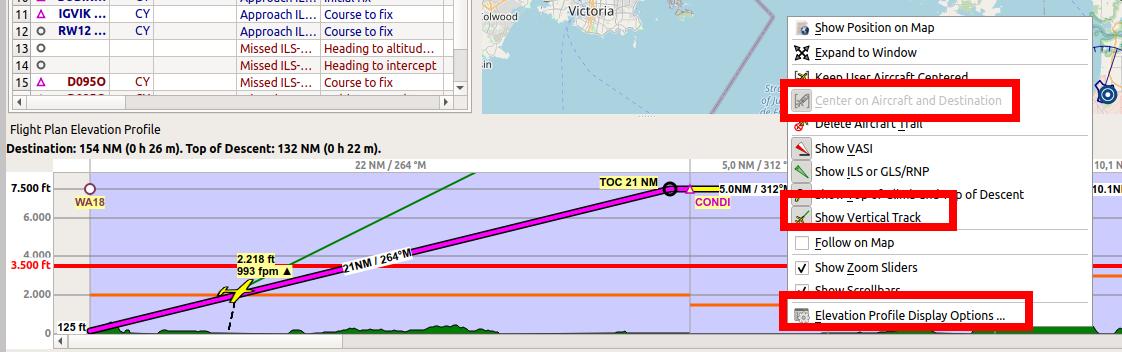 11 IGVIK ... CY Approach IL... Course to fix
12 RW12 ... CY Approach IL... Course to fix
13 Missed ILS-... Heading to altitud...
14 Missed ILS-... Heading to intercept
15 D095O CY Missed ILS-... Course to fix
Colwood
Victoria
Show Position on Map
Expand to Window
Keep User Aircraft Centered
Center on Aircraft and Destination
Delete Aircraft Trail
Show VASI
Show ILS or GLS/RNP
Show Top of Climb and Top of Descent
Show Vertical Track
Follow on Map
Show Zoom Sliders
Show Scrollbars
Elevation Profile Display Options ...
Flight Plan Elevation Profile
Destination: 154 NM (0 h 26 m). Top of Descent: 132 NM (0 h 22 m).
22 NM / 264 °M
5,0 NM / 312 °
10,1 N
7.500 ft
WA18
TOC 21 NM
5.0NM / 312°M
10.1N
CONDI
6.000
4.000
2.218 ft
993 fpm ▲
21NM / 264°M
3.500 ft
2.000
125 ft
0